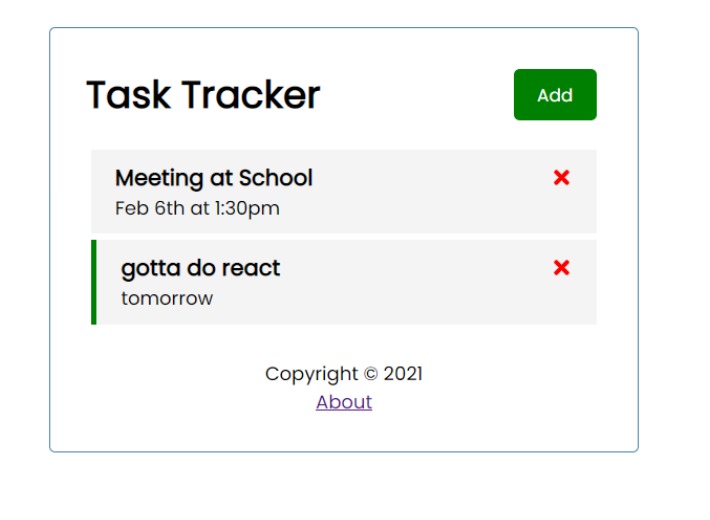 Task Tracker
Add
Meeting at School
Feb 6th at 1:30pm
gotta do react
tomorrow
Copyright © 2021
About